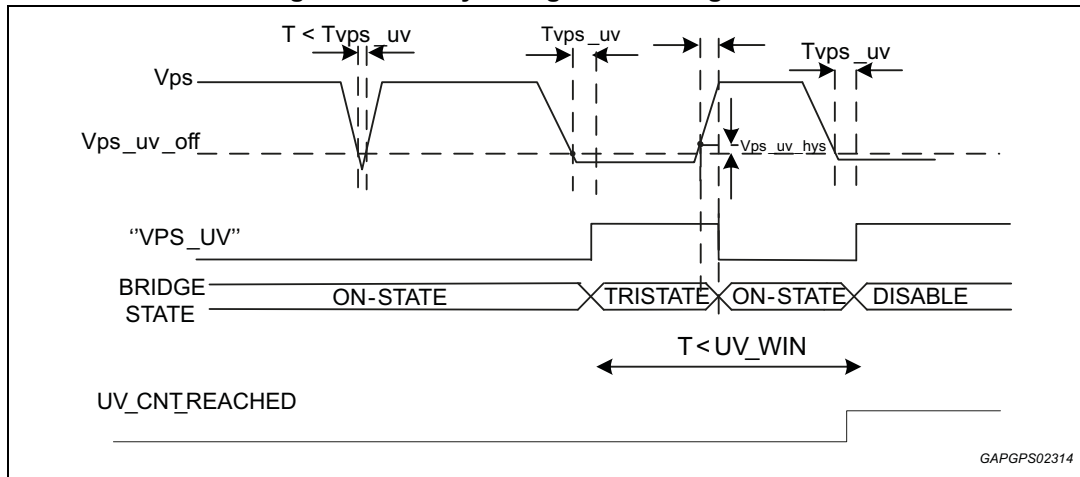 T < Tvps_uv
Tvps_uv
Tvps_uv
Vps
Vps_uv_off
Vps_uv_hys
‘’VPS_UV’’
BRIDGE
STATE
ON-STATE
TRISTATE
ON-STATE
DISABLE
T < UV_WIN
UV_CNT_REACHED
GAPGPS02314